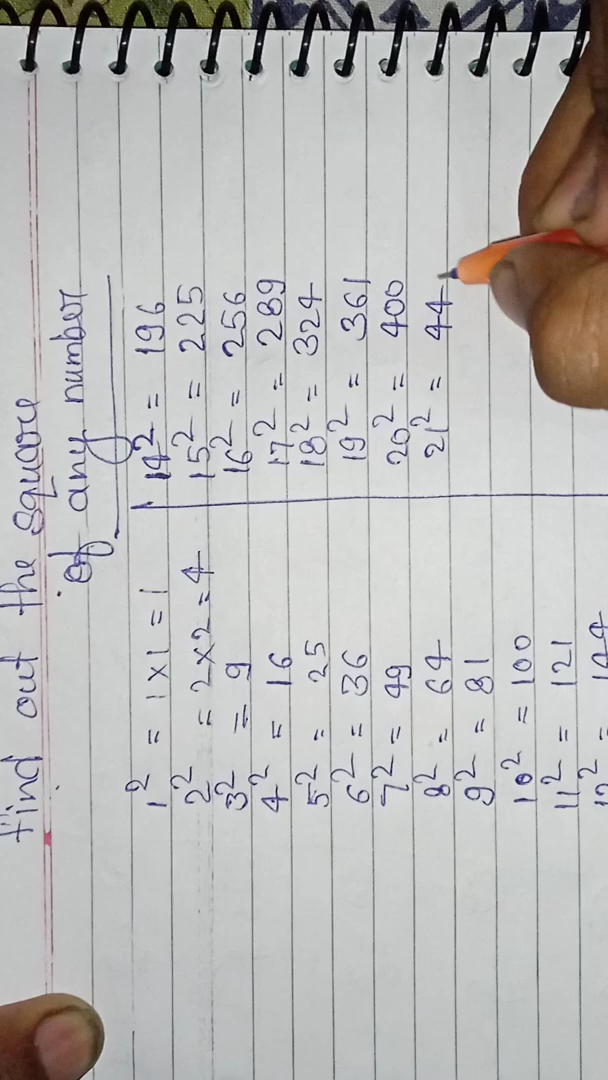 Find out the square
of any number
1² = 1×1 = 1
2² = 2×2 = 4
3² = 9
4² = 16
5² = 25
6² = 36
7² = 49
8² = 64
9² = 81
10² = 100
11² = 121
12² = 144
14² = 196
15² = 225
16² = 256
17² = 289
18² = 324
19² = 361
20² = 400
21² = 44